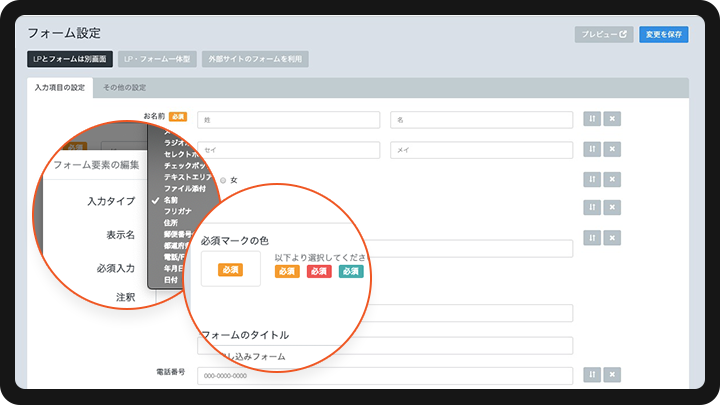 フォーム設定
プレビュー
変更を保存
LPとフォームは別画面
LP・フォーム一体型
外部サイトのフォームを利用
入力項目の設定
その他の設定
お名前 必須
姓
名
セイ
メイ
女
必須
フォーム要素の編集
入力タイプ
表示名
必須入力
注釈
ラジオボ
セレクトボ
チェックボッ
テキストエリア
ファイル添付
名前
フリガナ
住所
郵便番号
都道府県
電話/F
年月日
日付
必須マークの色
必須
以下より選択してくださ
必須 必須 必須
フォームのタイトル
し込みフォーム
電話番号
000-0000-0000